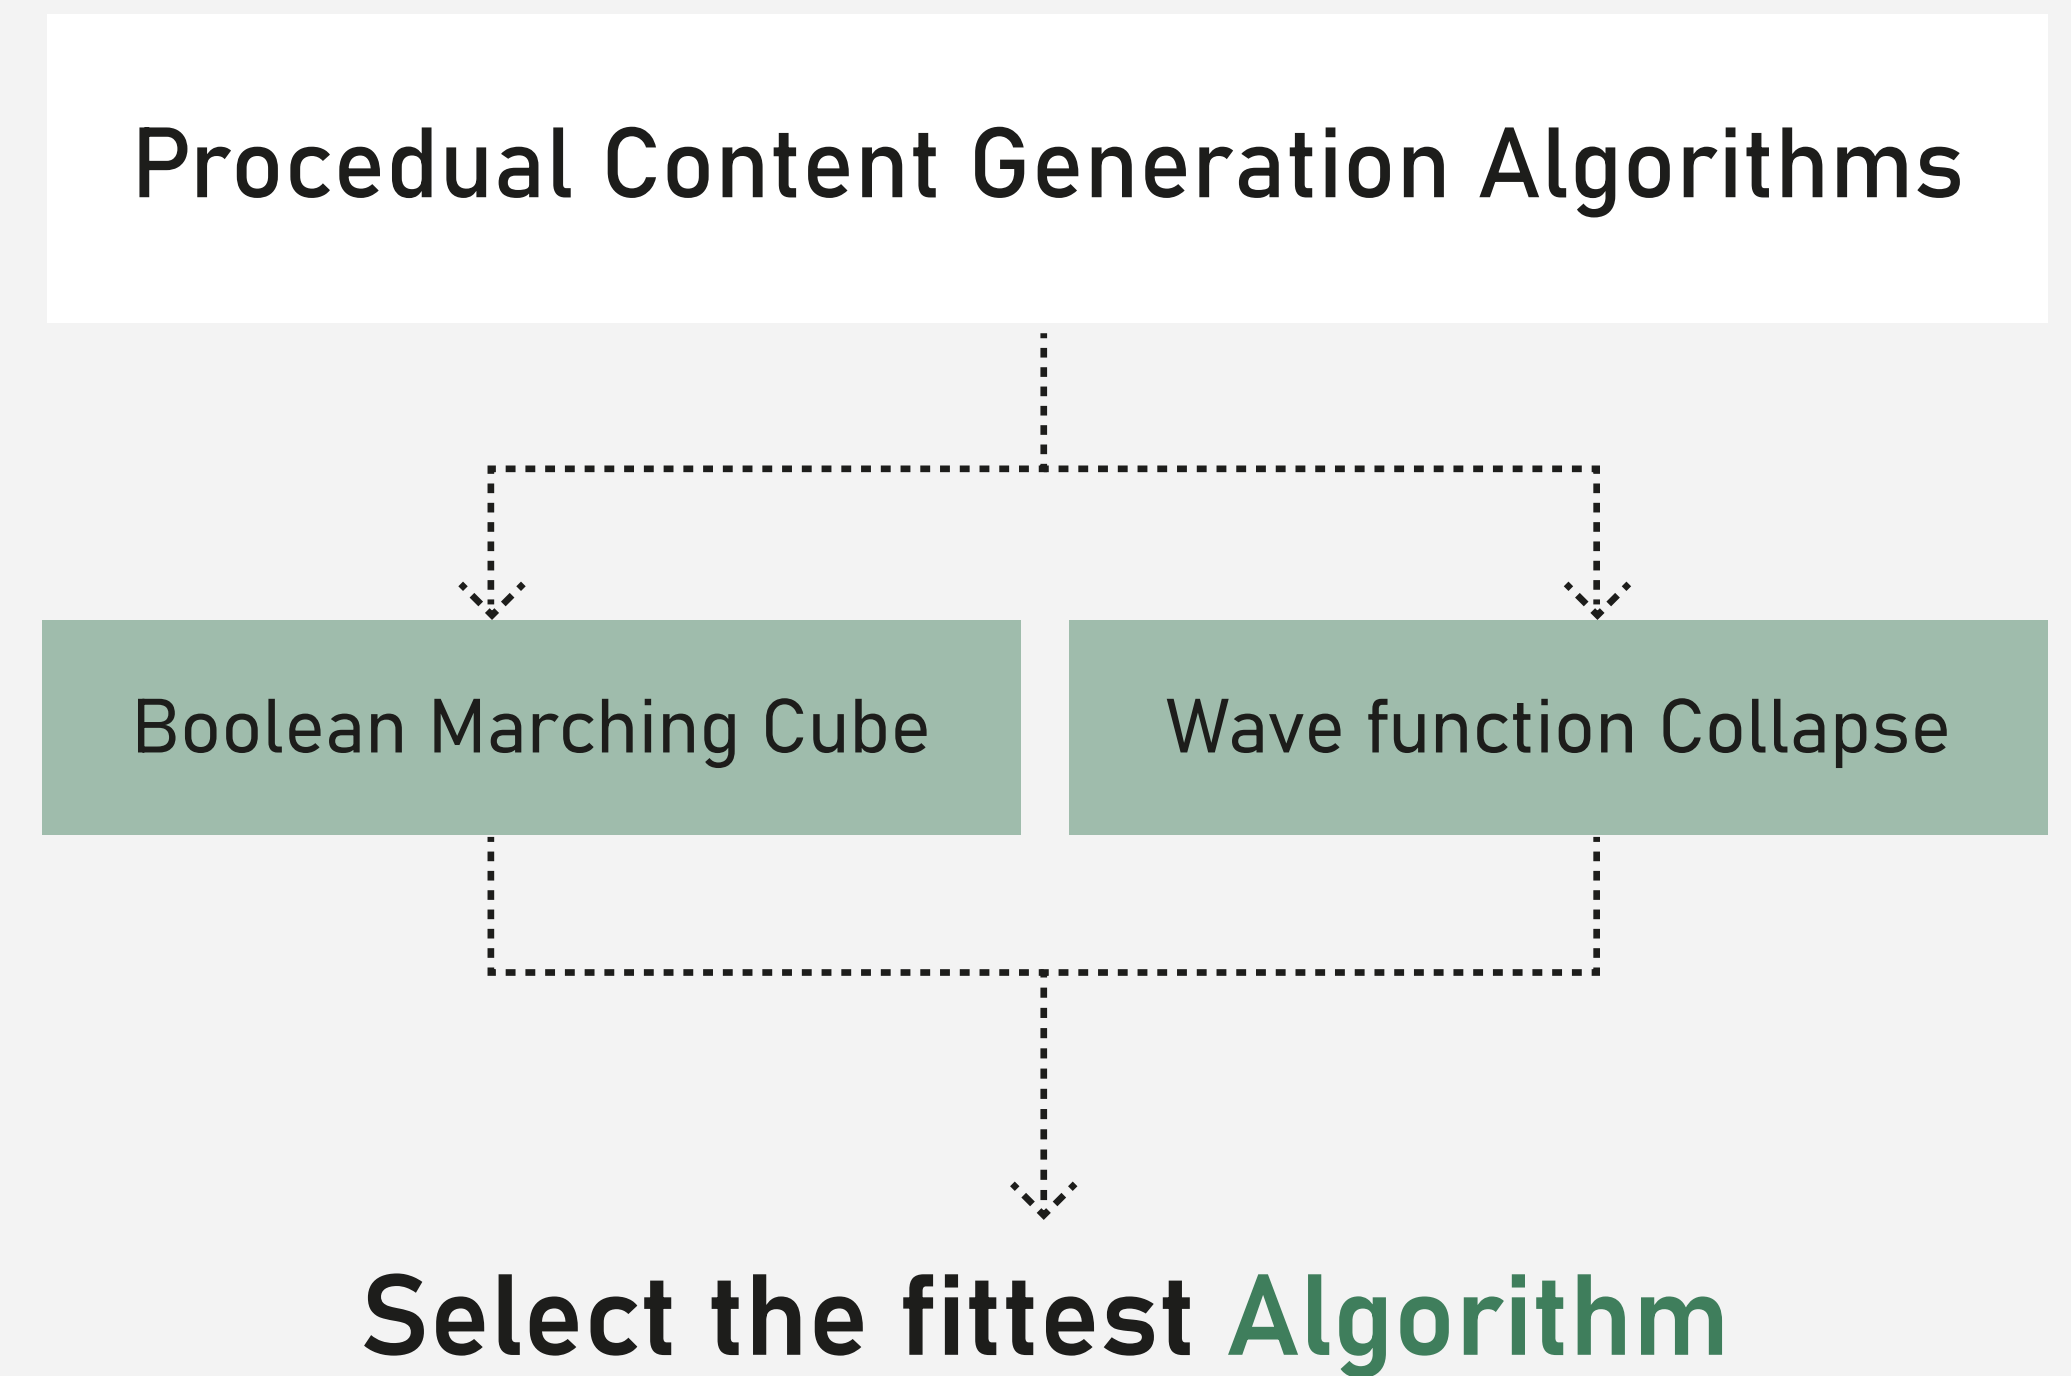 Procedual Content Generation Algorithms
Boolean Marching Cube
Wave function Collapse
Select the fittest Algorithm